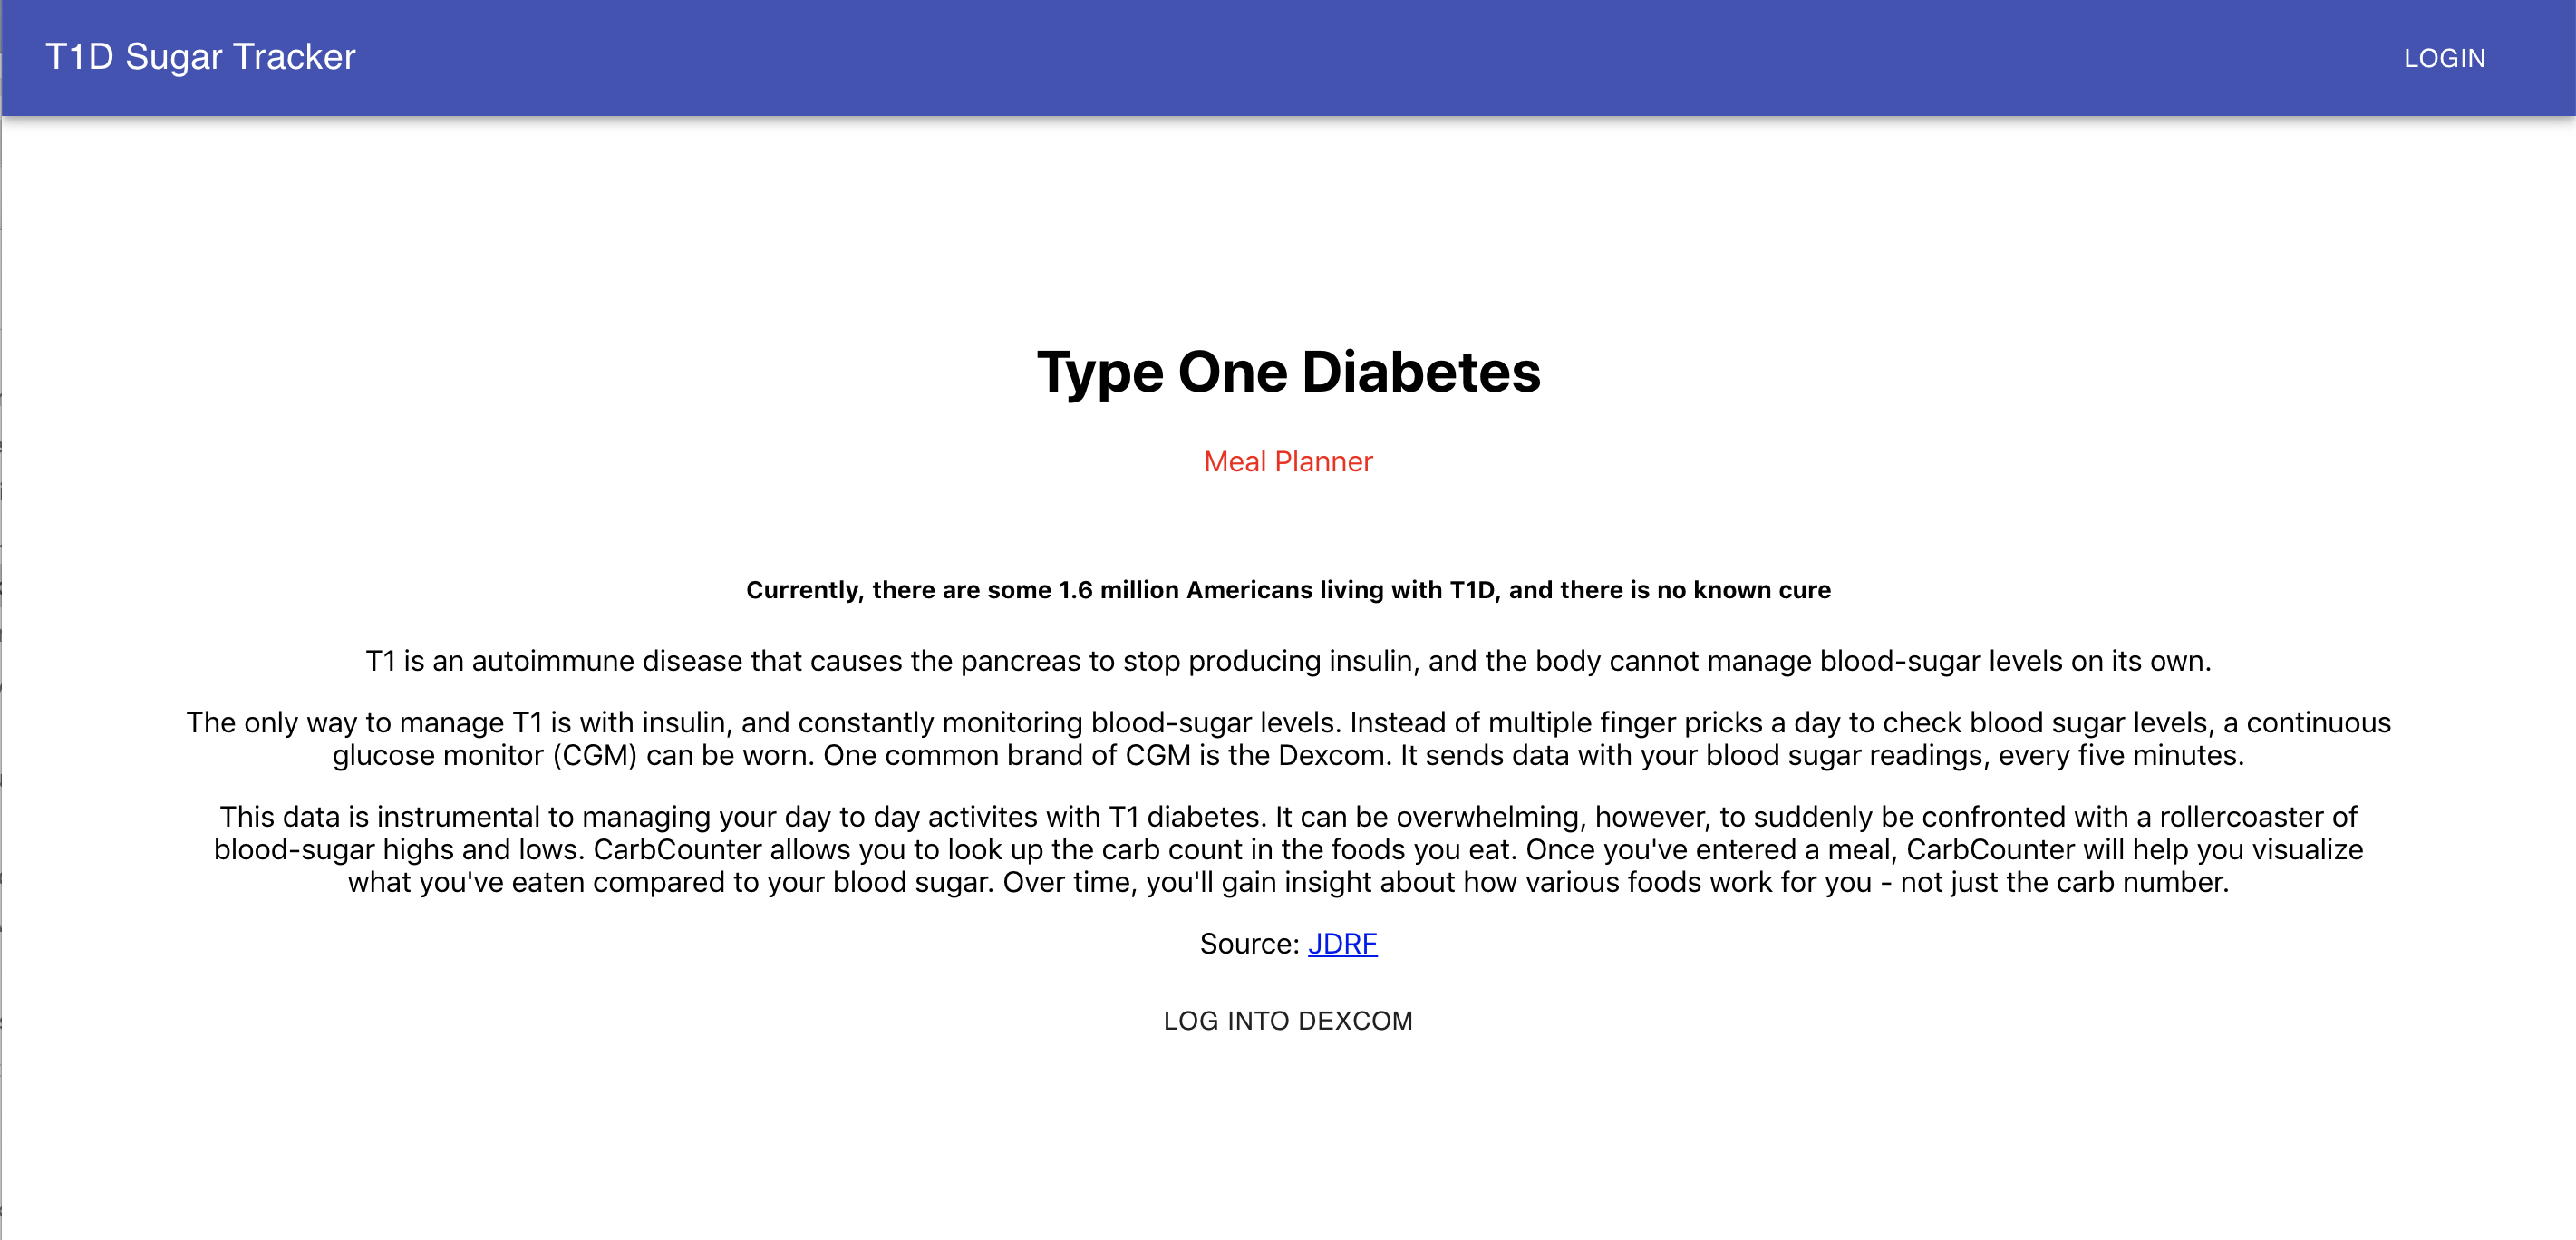 T1D Sugar Tracker
LOGIN
Type One Diabetes
Meal Planner
Currently, there are some 1.6 million Americans living with T1D, and there is no known cure
T1 is an autoimmune disease that causes the pancreas to stop producing insulin, and the body cannot manage blood-sugar levels on its own.
The only way to manage T1 is with insulin, and constantly monitoring blood-sugar levels. Instead of multiple finger pricks a day to check blood sugar levels, a continuous
glucose monitor (CGM) can be worn. One common brand of CGM is the Dexcom. It sends data with your blood sugar readings, every five minutes.
This data is instrumental to managing your day to day activites with T1 diabetes. It can be overwhelming, however, to suddenly be confronted with a rollercoaster of
blood-sugar highs and lows. CarbCounter allows you to look up the carb count in the foods you eat. Once you've entered a meal, CarbCounter will help you visualize
what you've eaten compared to your blood sugar. Over time, you'll gain insight about how various foods work for you - not just the carb number.
Source: JDRF
LOG INTO DEXCOM